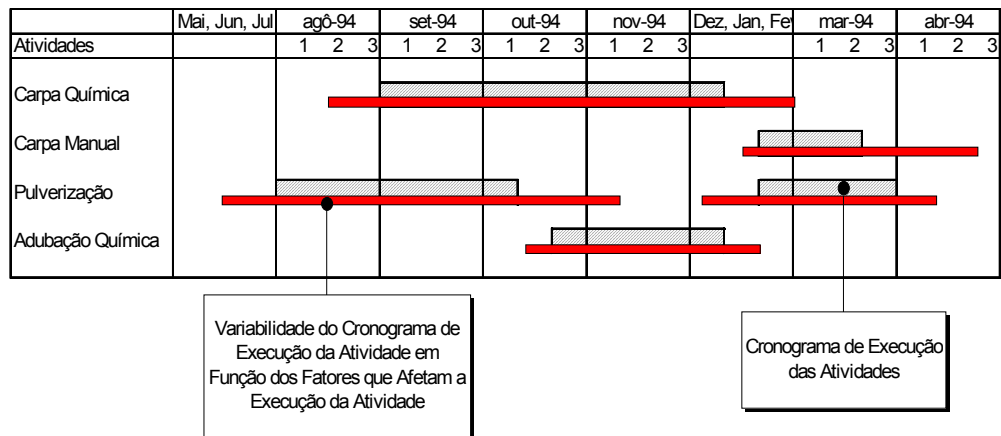 Mai, Jun, Jul agô-94 set-94 out-94 nov-94 Dez, Jan, Fev mar-94 abr-94
Atividades 1 2 3 1 2 3 1 2 3 1 2 3 1 2 3 1 2 3
Carpa Química
Carpa Manual
Pulverização
Adubação Química
Variabilidade do Cronograma de
Execução da Atividade em
Função dos Fatores que Afetam a
Execução da Atividade
Cronograma de Execução
das Atividades